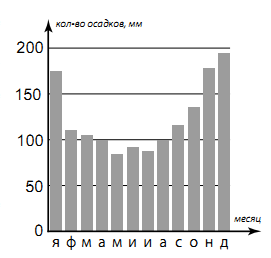 кол-во осадков, мм
200
150
100
50
0
месяц
я ф м а м и и а с о н д